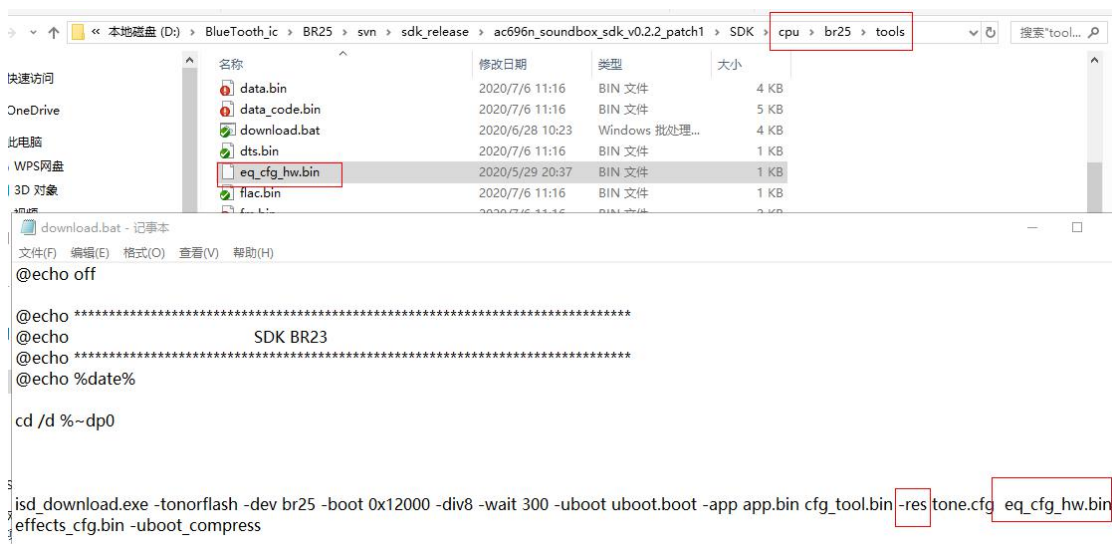 « 本地磁盘 (D:) › BlueTooth_ic › BR25 › svn › sdk_release › ac696n_soundbox_sdk_v0.2.2_patch1 › SDK › cpu › br25 › tools
搜索"tool...
名称 修改日期 类型 大小
快速访问
OneDrive
此电脑
WPS网盘
3D 对象
data.bin 2020/7/6 11:16 BIN 文件 4 KB
data_code.bin 2020/7/6 11:16 BIN 文件 5 KB
download.bat 2020/6/28 10:23 Windows 批处理... 4 KB
dts.bin 2020/7/6 11:16 BIN 文件 1 KB
eq_cfg_hw.bin 2020/5/29 20:37 BIN 文件 1 KB
flac.bin 2020/7/6 11:16 BIN 文件 1 KB
download.bat - 记事本
文件(F) 编辑(E) 格式(O) 查看(V) 帮助(H)
@echo off
@echo ********************************************************************************
@echo SDK BR23
@echo ********************************************************************************
@echo %date%
cd /d %~dp0
isd_download.exe -tonorflash -dev br25 -boot 0x12000 -div8 -wait 300 -uboot uboot.boot -app app.bin cfg_tool.bin -res tone.cfg eq_cfg_hw.bin
effects_cfg.bin -uboot_compress